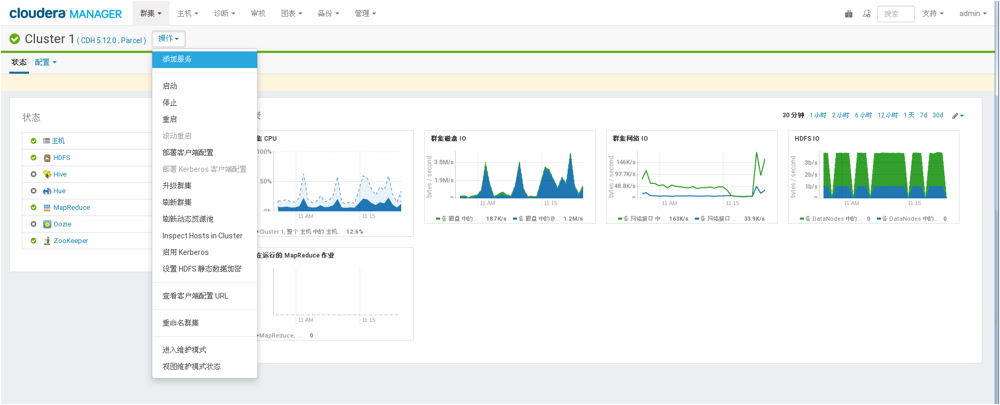 cloudera MANAGER 群集 主机 诊断 审核 图表 备份 管理 搜索 支持 admin
Cluster 1 ( CDH 5.12.0 , Parcel ) 操作
状态 配置
添加服务
启动
停止
重启
滚动重启
部署客户端配置
部署 Kerberos 客户端配置
升级群集
刷新群集
刷新动态资源池
Inspect Hosts in Cluster
启用 Kerberos
设置 HDFS 静态数据加密
查看客户端配置 URL
重命名群集
进入维护模式
视图维护模式状态
状态
主机
HDFS
Hive
Hue
MapReduce
Oozie
ZooKeeper
30 分钟 1 小时 2 小时 6 小时 12 小时 1 天 7d 30d
集 CPU
100%
50%
0%
11 AM 11:15
Cluster 1, 整个 主机 中的 主机... 12.6%
群集磁盘 IO
bytes / second
3.8M/s
1.9M/s
0
11 AM 11:15
各 磁盘 中的... 187K/s 各 磁盘 中的总... 1.2M/s
群集网络 IO
bytes / second
146K/s
97.7K/s
48.8K/s
0
11 AM 11:15
各 网络接口 中... 163K/s 各 网络接口 ... 33.9K/s
HDFS IO
bytes / second
3b/s
2b/s
1b/s
0
11 AM 11:15
各 DataNodes 中的... 0 各 DataNodes 中的... 0
在运行的 MapReduce 作业
11 AM 11:15
MapReduce, ... 0